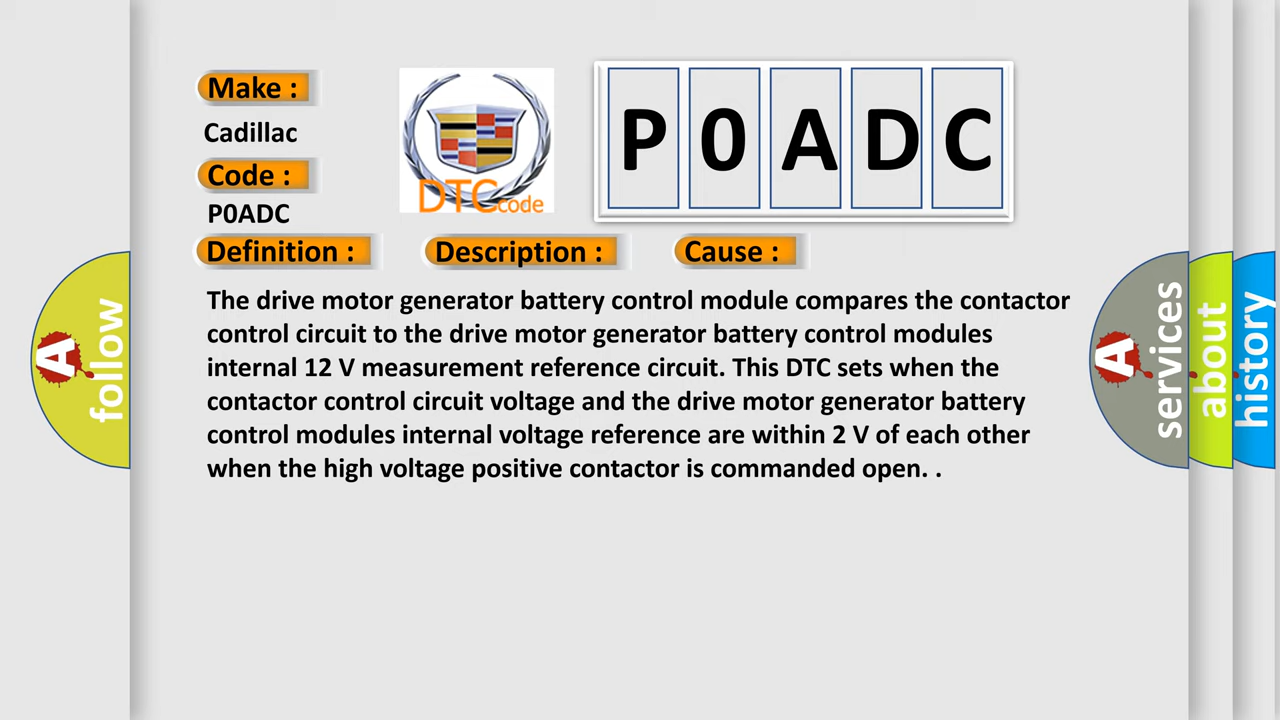 Make :
Cadillac
Code :
P0ADC
DTC code
P 0 A D C
Definition :
Description :
Cause :
The drive motor generator battery control module compares the contactor
control circuit to the drive motor generator battery control modules
internal 12 V measurement reference circuit. This DTC sets when the
contactor control circuit voltage and the drive motor generator battery
control modules internal voltage reference are within 2 V of each other
when the high voltage positive contactor is commanded open. .
A follow
A services
about
history